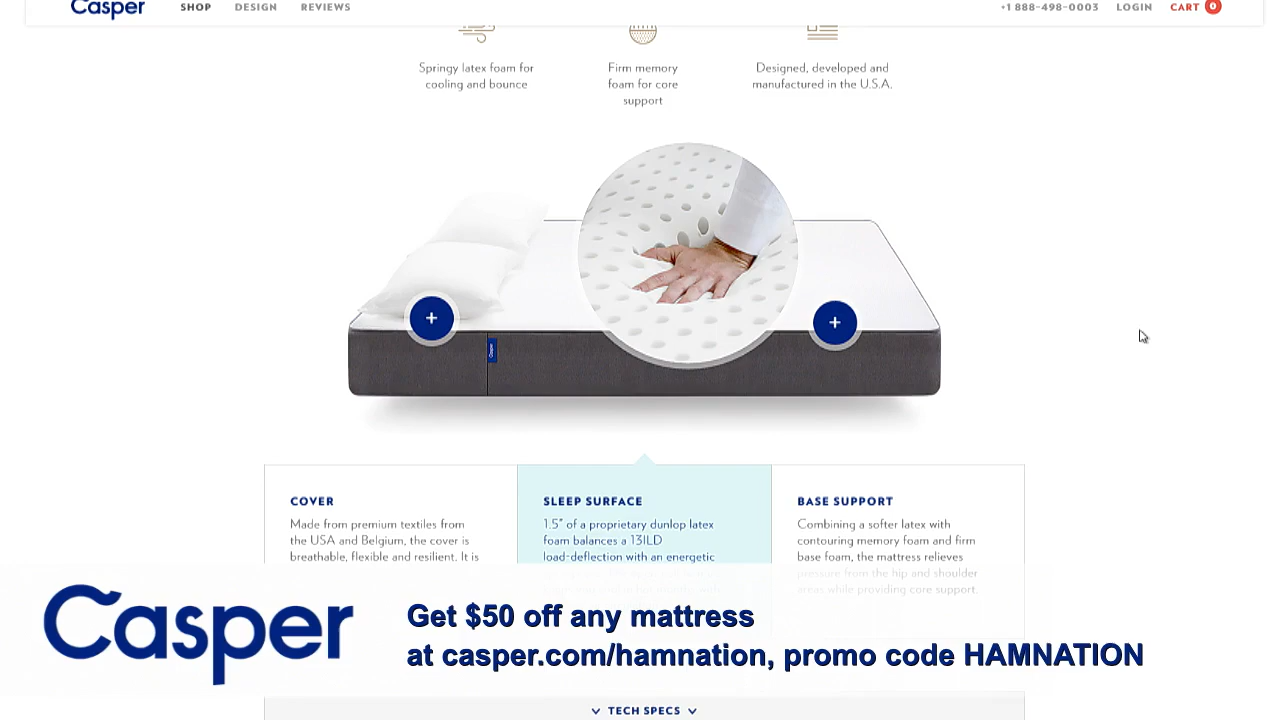 Casper
SHOP
DESIGN
REVIEWS
+1 888-498-0003
LOGIN
CART 0
Springy latex foam for
cooling and bounce
Firm memory
foam for core
support
Designed, developed and
manufactured in the U.S.A.
+
+
Casper
COVER
Made from premium textiles from
the USA and Belgium, the cover is
breathable, flexible and resilient. It is
SLEEP SURFACE
1.5" of a proprietary dunlop latex
foam balances a 13ILD
load-deflection with an energetic
BASE SUPPORT
Combining a softer latex with
contouring memory foam and firm
base foam, the mattress relieves
pressure from the hip and shoulder
areas while providing core support.
Casper
Get $50 off any mattress
at casper.com/hamnation, promo code HAMNATION
TECH SPECS